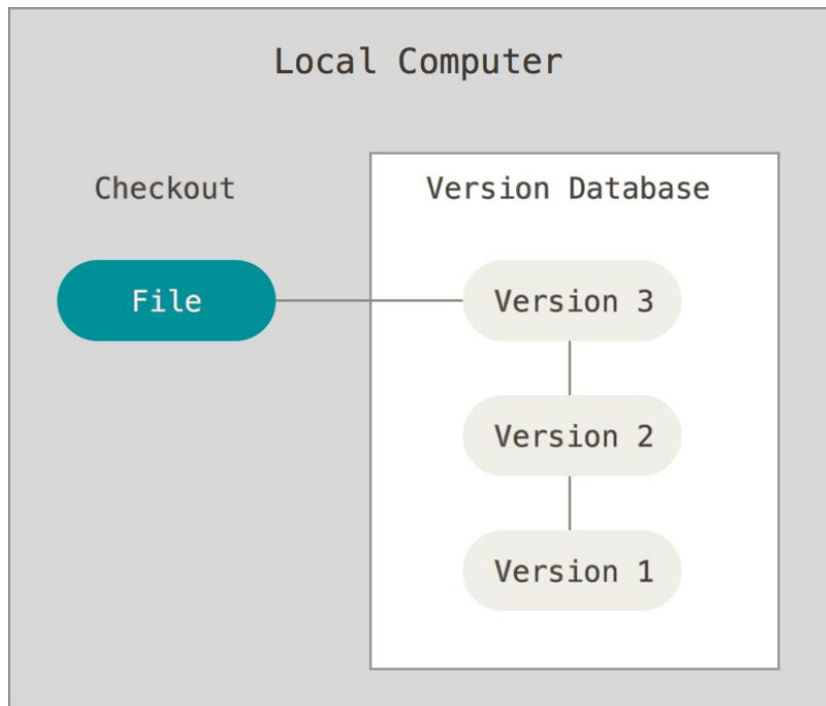 Local Computer
Checkout
Version Database
File
Version 3
Version 2
Version 1